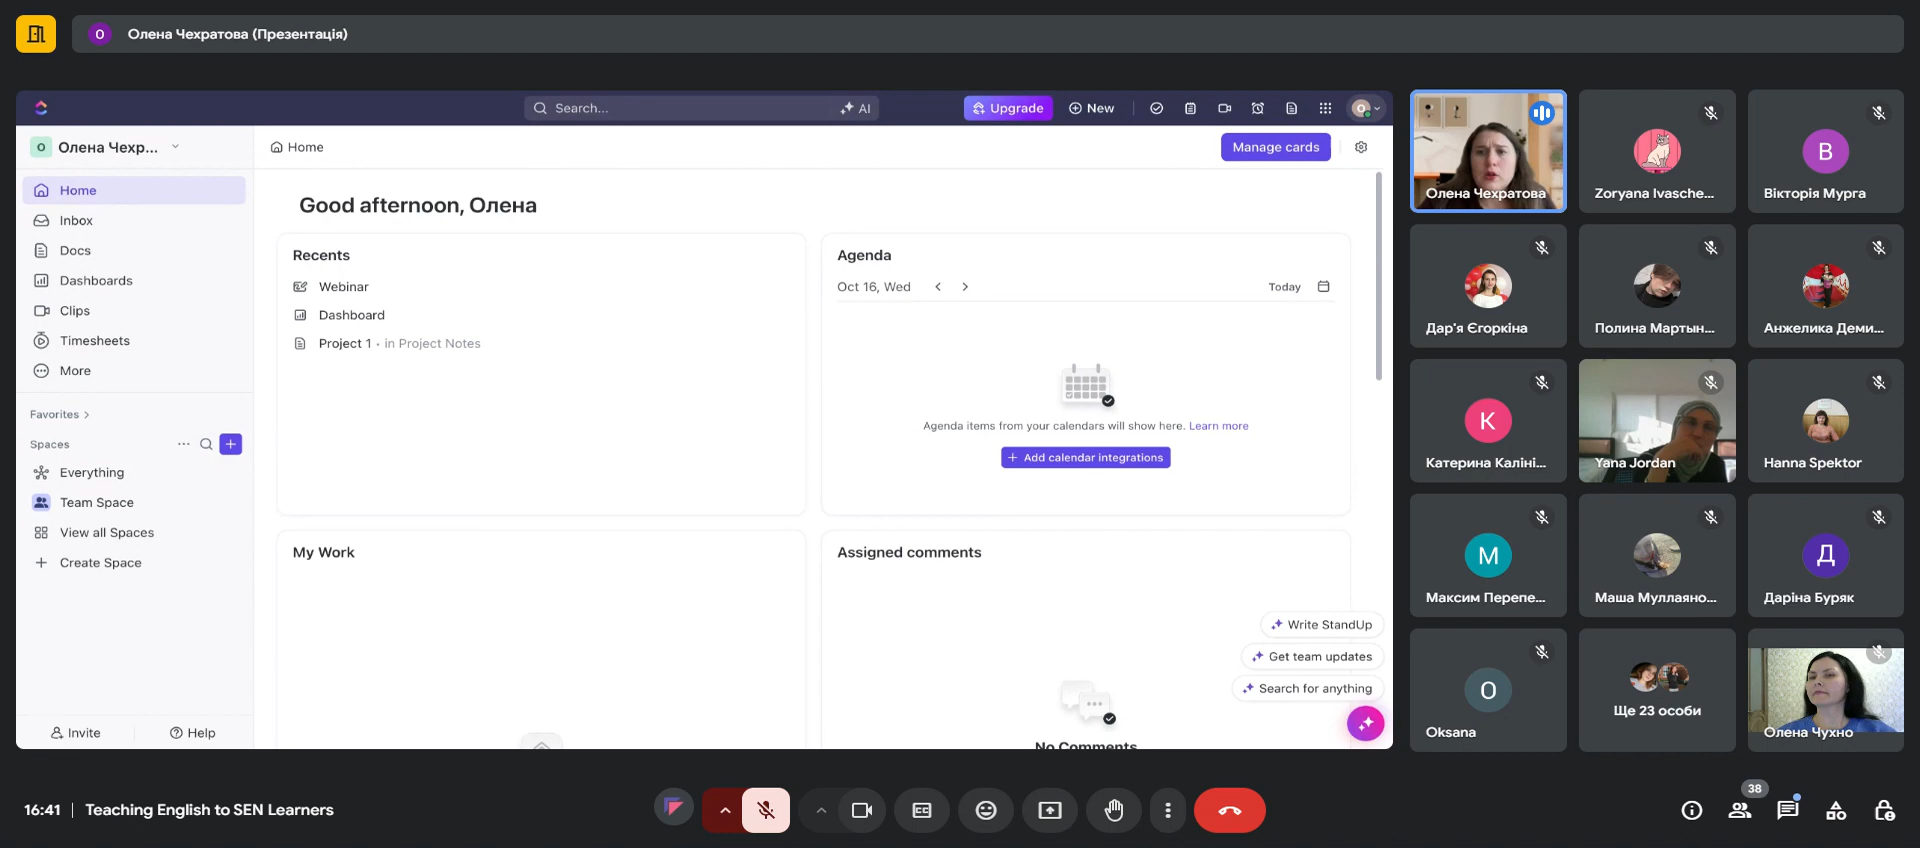 О
Олена Чехратова (Презентація)
Search...
AI
Upgrade
New
O
O
Олена Чехр...
Home
Inbox
Docs
Dashboards
Clips
Timesheets
More
Favorites
Spaces
Everything
Team Space
View all Spaces
Create Space
Invite
Help
Home
Manage cards
Good afternoon, Олена
Recents
Webinar
Dashboard
Project 1 • in Project Notes
Agenda
Oct 16, Wed
Today
Agenda items from your calendars will show here. Learn more
+ Add calendar integrations
My Work
Assigned comments
No Comments
Write StandUp
Get team updates
Search for anything
Олена Чехратова
Zoryana Ivasche...
В
Вікторія Мурга
Дар'я Єгоркіна
Полина Мартын...
Анжелика Деми...
К
Катерина Каліні...
Yana Jordan
Hanna Spektor
М
Максим Перепе...
Маша Муллаяно...
Д
Даріна Буряк
O
Oksana
Ще 23 особи
Олена Чухно
16:41 | Teaching English to SEN Learners
CC
38